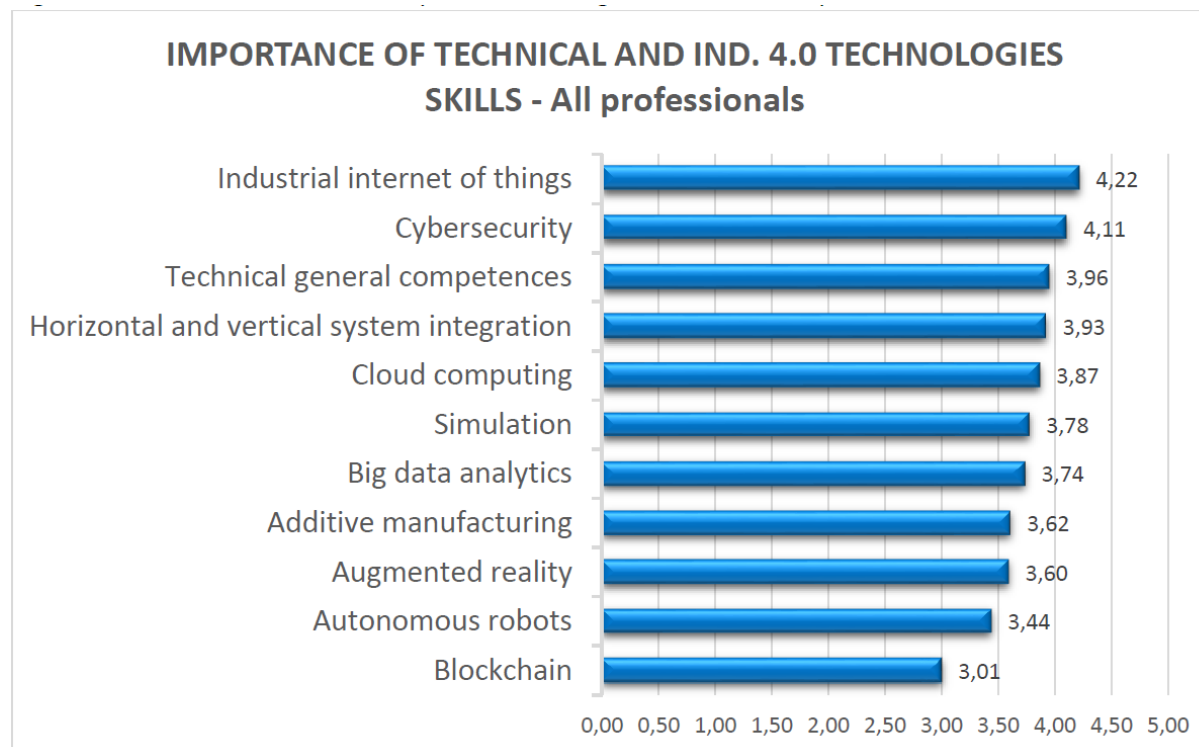 IMPORTANCE OF TECHNICAL AND IND. 4.0 TECHNOLOGIES
SKILLS - All professionals
Industrial internet of things 4,22
Cybersecurity 4,11
Technical general competences 3,96
Horizontal and vertical system integration 3,93
Cloud computing 3,87
Simulation 3,78
Big data analytics 3,74
Additive manufacturing 3,62
Augmented reality 3,60
Autonomous robots 3,44
Blockchain 3,01
0,00 0,50 1,00 1,50 2,00 2,50 3,00 3,50 4,00 4,50 5,00